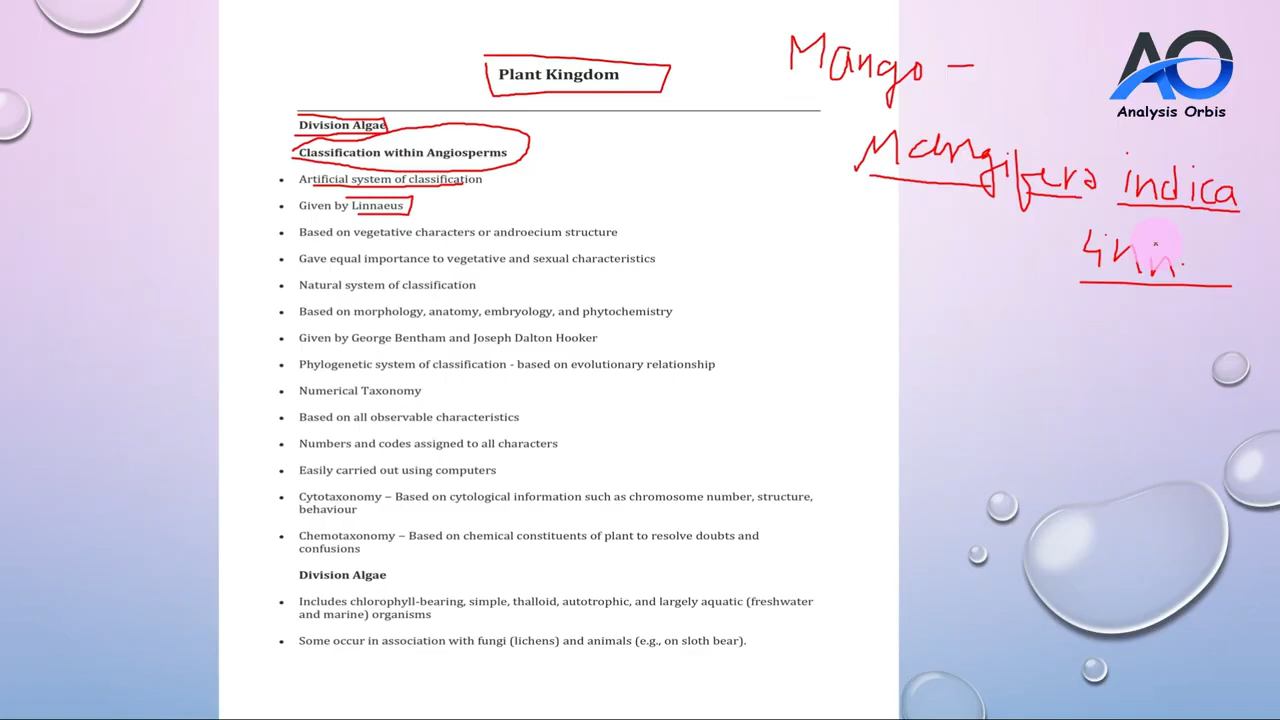 Plant Kingdom
Mango –
AO
Analysis Orbis
Division Algae
Classification within Angiosperms
Mangifera indica
Linn.
• Artificial system of classification
• Given by Linnaeus
• Based on vegetative characters or androecium structure
• Gave equal importance to vegetative and sexual characteristics
• Natural system of classification
• Based on morphology, anatomy, embryology, and phytochemistry
• Given by George Bentham and Joseph Dalton Hooker
• Phylogenetic system of classification - based on evolutionary relationship
• Numerical Taxonomy
• Based on all observable characteristics
• Numbers and codes assigned to all characters
• Easily carried out using computers
• Cytotaxonomy – Based on cytological information such as chromosome number, structure,
behaviour
• Chemotaxonomy – Based on chemical constituents of plant to resolve doubts and
confusions
Division Algae
• Includes chlorophyll-bearing, simple, thalloid, autotrophic, and largely aquatic (freshwater
and marine) organisms
• Some occur in association with fungi (lichens) and animals (e.g., on sloth bear).